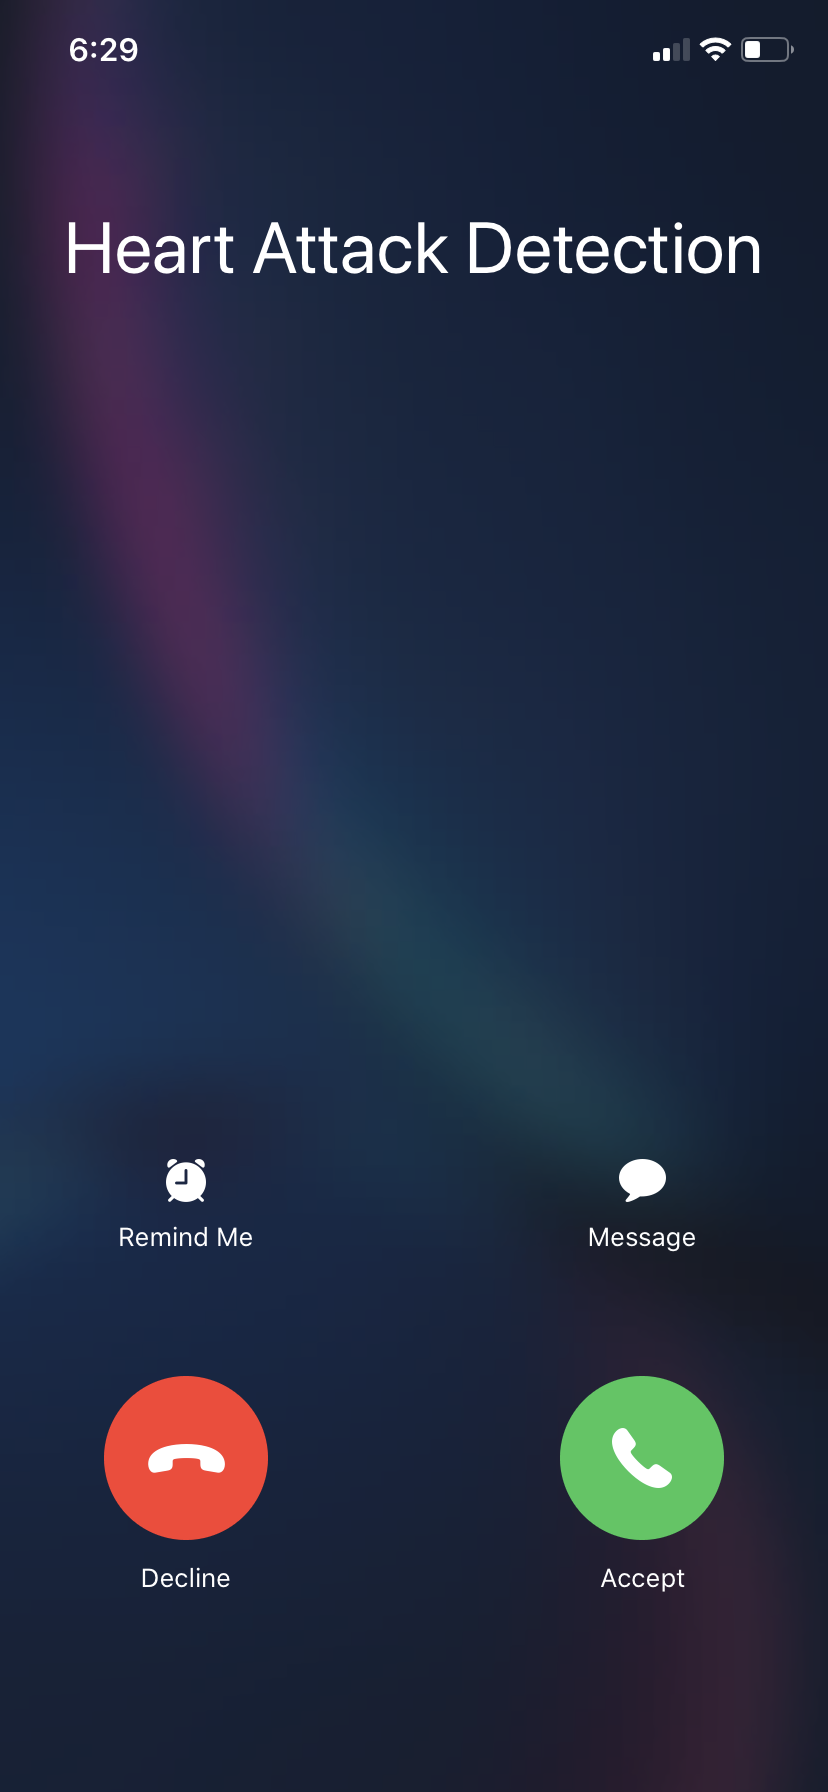 6:29
Heart Attack Detection
Remind Me
Message
Decline
Accept